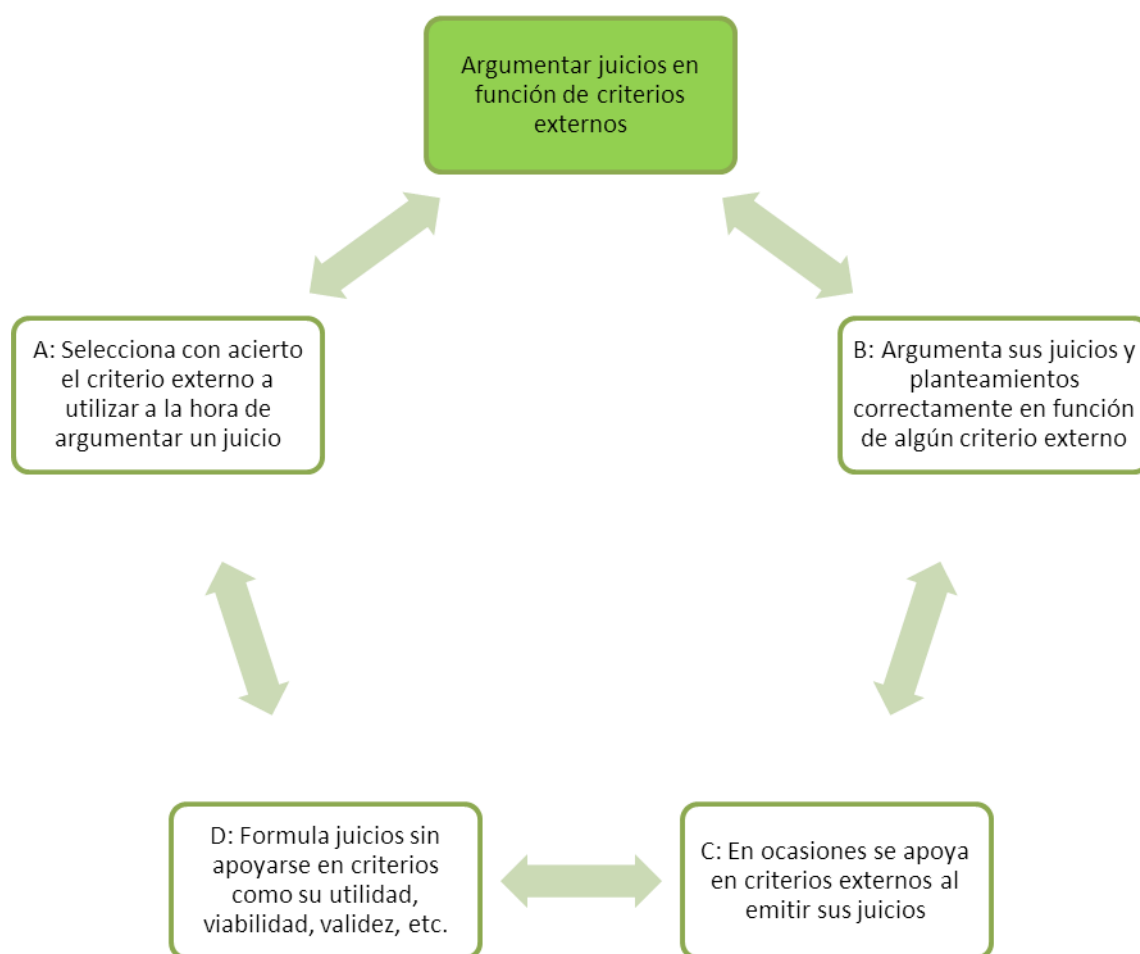 Argumentar juicios en
función de criterios
externos
A: Selecciona con acierto
el criterio externo a
utilizar a la hora de
argumentar un juicio
B: Argumenta sus juicios y
planteamientos
correctamente en función
de algún criterio externo
D: Formula juicios sin
apoyarse en criterios
como su utilidad,
viabilidad, validez, etc.
C: En ocasiones se apoya
en criterios externos al
emitir sus juicios